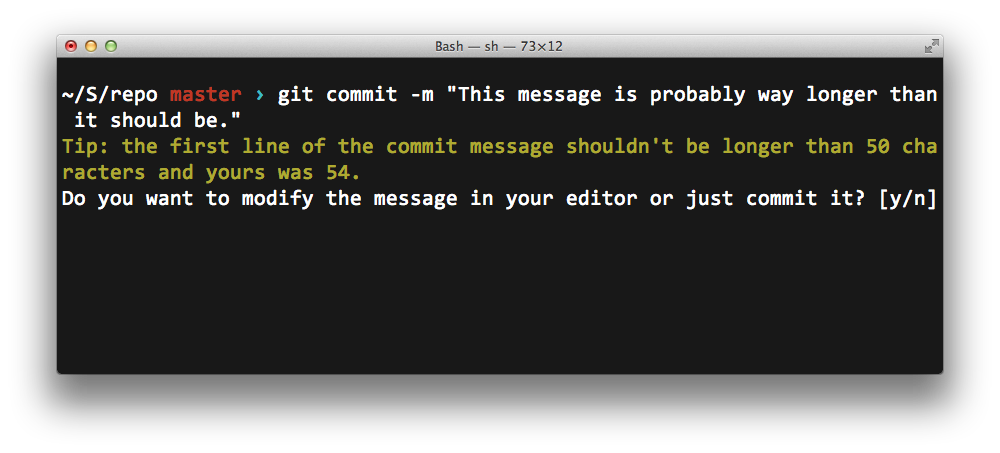 Bash — sh — 73×12
~/S/repo master › git commit -m "This message is probably way longer than
 it should be."
Tip: the first line of the commit message shouldn't be longer than 50 cha
racters and yours was 54.
Do you want to modify the message in your editor or just commit it? [y/n]